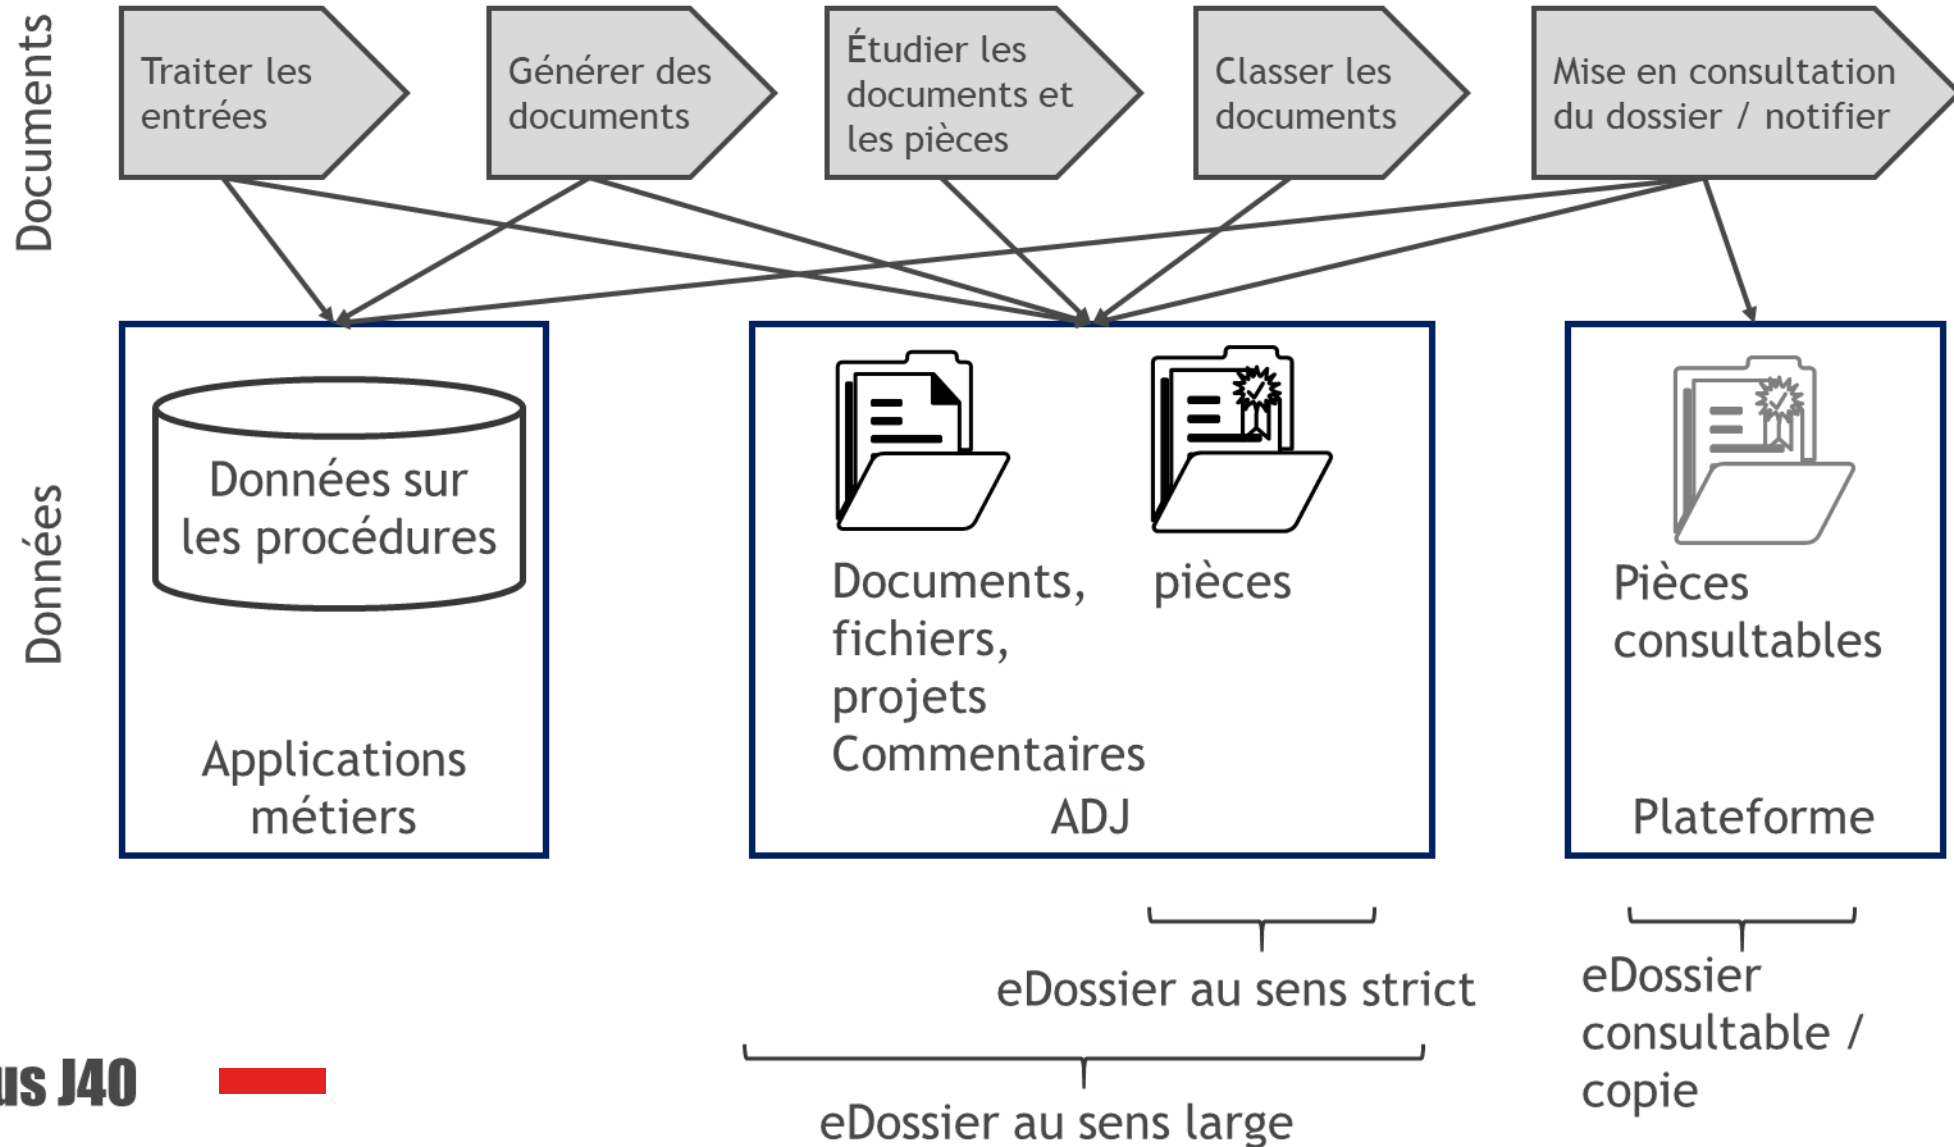 Documents
Traiter les
entrées
Générer des
documents
Étudier les
documents et
les pièces
Classer les
documents
Mise en consultation
du dossier / notifier
Données
Données sur
les procédures
Applications
métiers
Documents,
fichiers,
projets
Commentaires
pièces
ADJ
Pièces
consultables
Plateforme
eDossier au sens strict
eDossier au sens large
eDossier
consultable /
copie
us J40